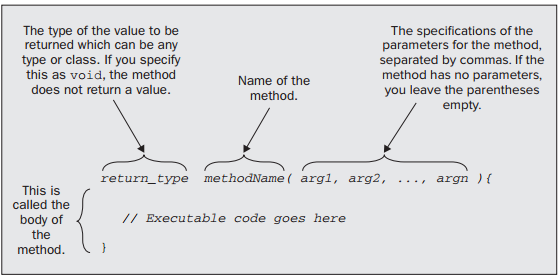 The type of the value to be
returned which can be any
type or class. If you specify
this as void, the method
does not return a value.
Name of the
method.
The specifications of the
parameters for the method,
separated by commas. If the
method has no parameters,
you leave the parentheses
empty.
return_type methodName( arg1, arg2, ..., argn ){
This is
called the
body of
the
method.
// Executable code goes here
}